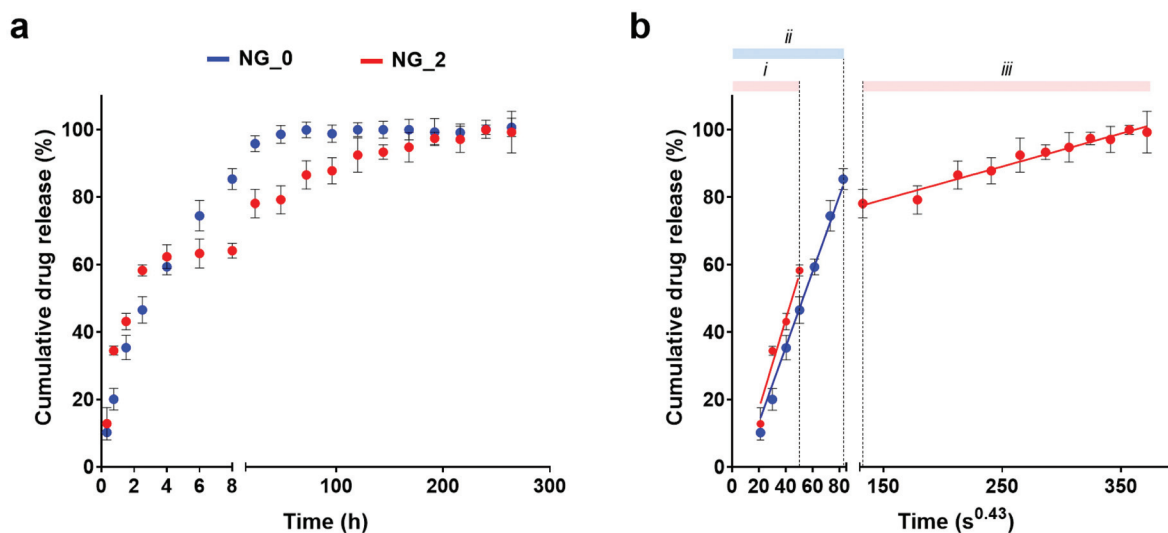 a
NG_0 NG_2
Cumulative drug release (%)
100
80
60
40
20
0
0 2 4 6 8 100 200 300
Time (h)
b
ii
i iii
Cumulative drug release (%)
100
80
60
40
20
0
0 20 40 60 80 150 250 350
Time (s^0.43)